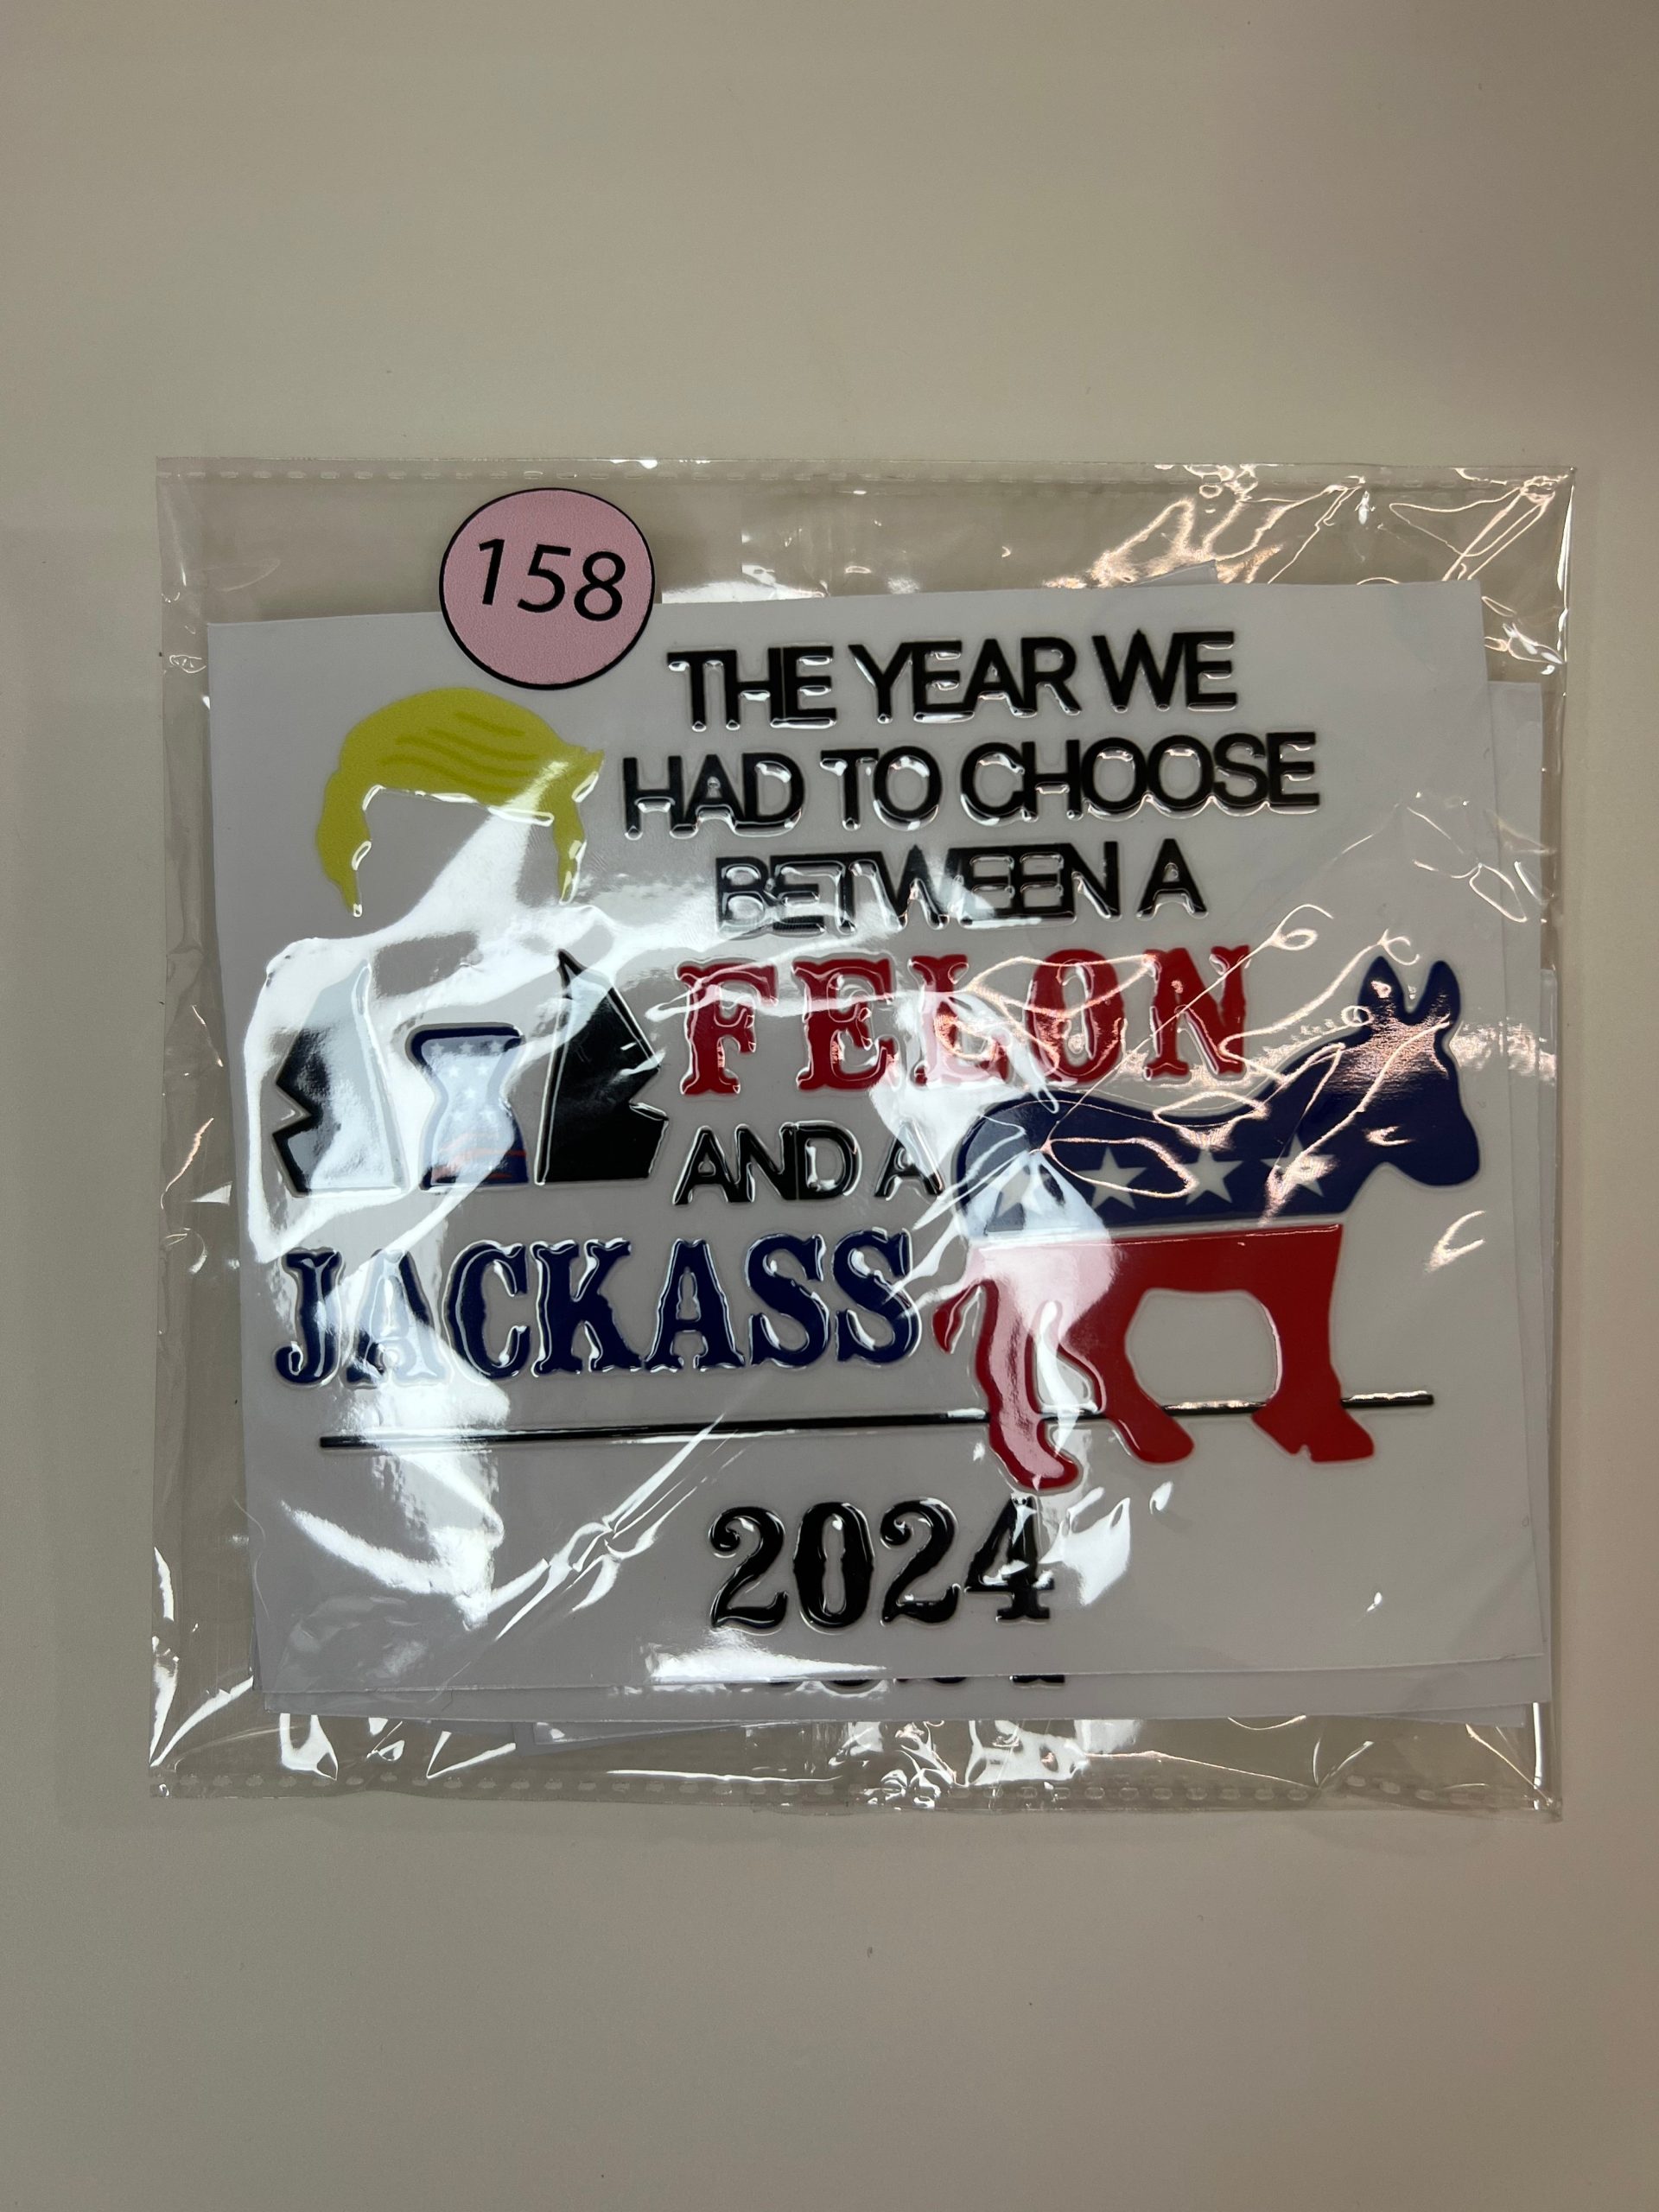 158
THE YEAR WE
HAD TO CHOOSE
BETWEEN A
FELON
AND A
JACKASS
2024